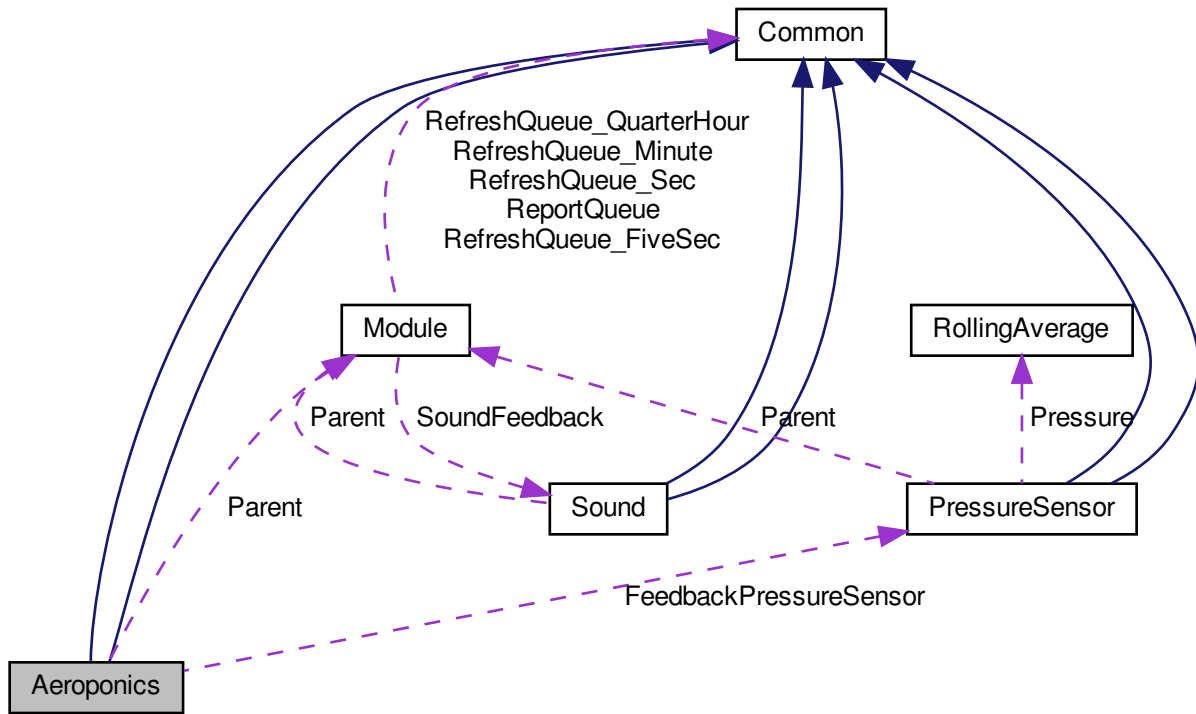 Common
RefreshQueue_QuarterHour
RefreshQueue_Minute
RefreshQueue_Sec
ReportQueue
RefreshQueue_FiveSec
Module
RollingAverage
Parent
SoundFeedback
Parent
Pressure
Parent
Sound
PressureSensor
FeedbackPressureSensor
Aeroponics